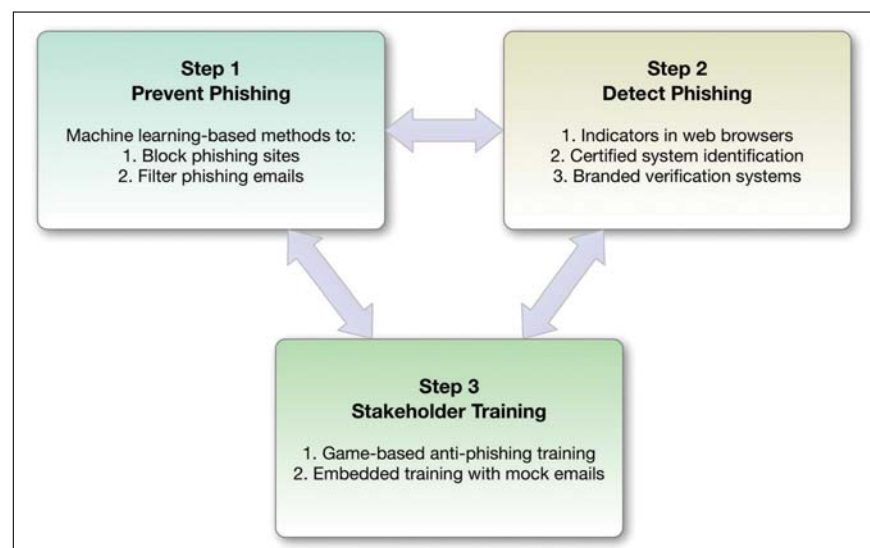 Step 1
Prevent Phishing
Machine learning-based methods to:
1. Block phishing sites
2. Filter phishing emails
Step 2
Detect Phishing
1. Indicators in web browsers
2. Certified system identification
3. Branded verification systems
Step 3
Stakeholder Training
1. Game-based anti-phishing training
2. Embedded training with mock emails